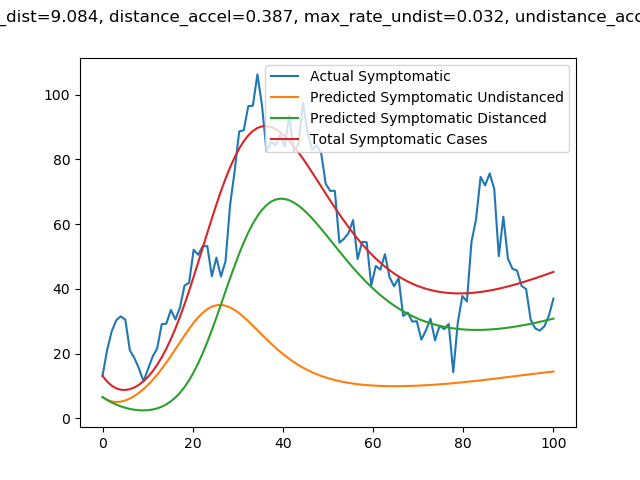 _dist=9.084, distance_accel=0.387, max_rate_undist=0.032, undistance_acc
Actual Symptomatic
Predicted Symptomatic Undistanced
Predicted Symptomatic Distanced
Total Symptomatic Cases
100
80
60
40
20
0
0 20 40 60 80 100